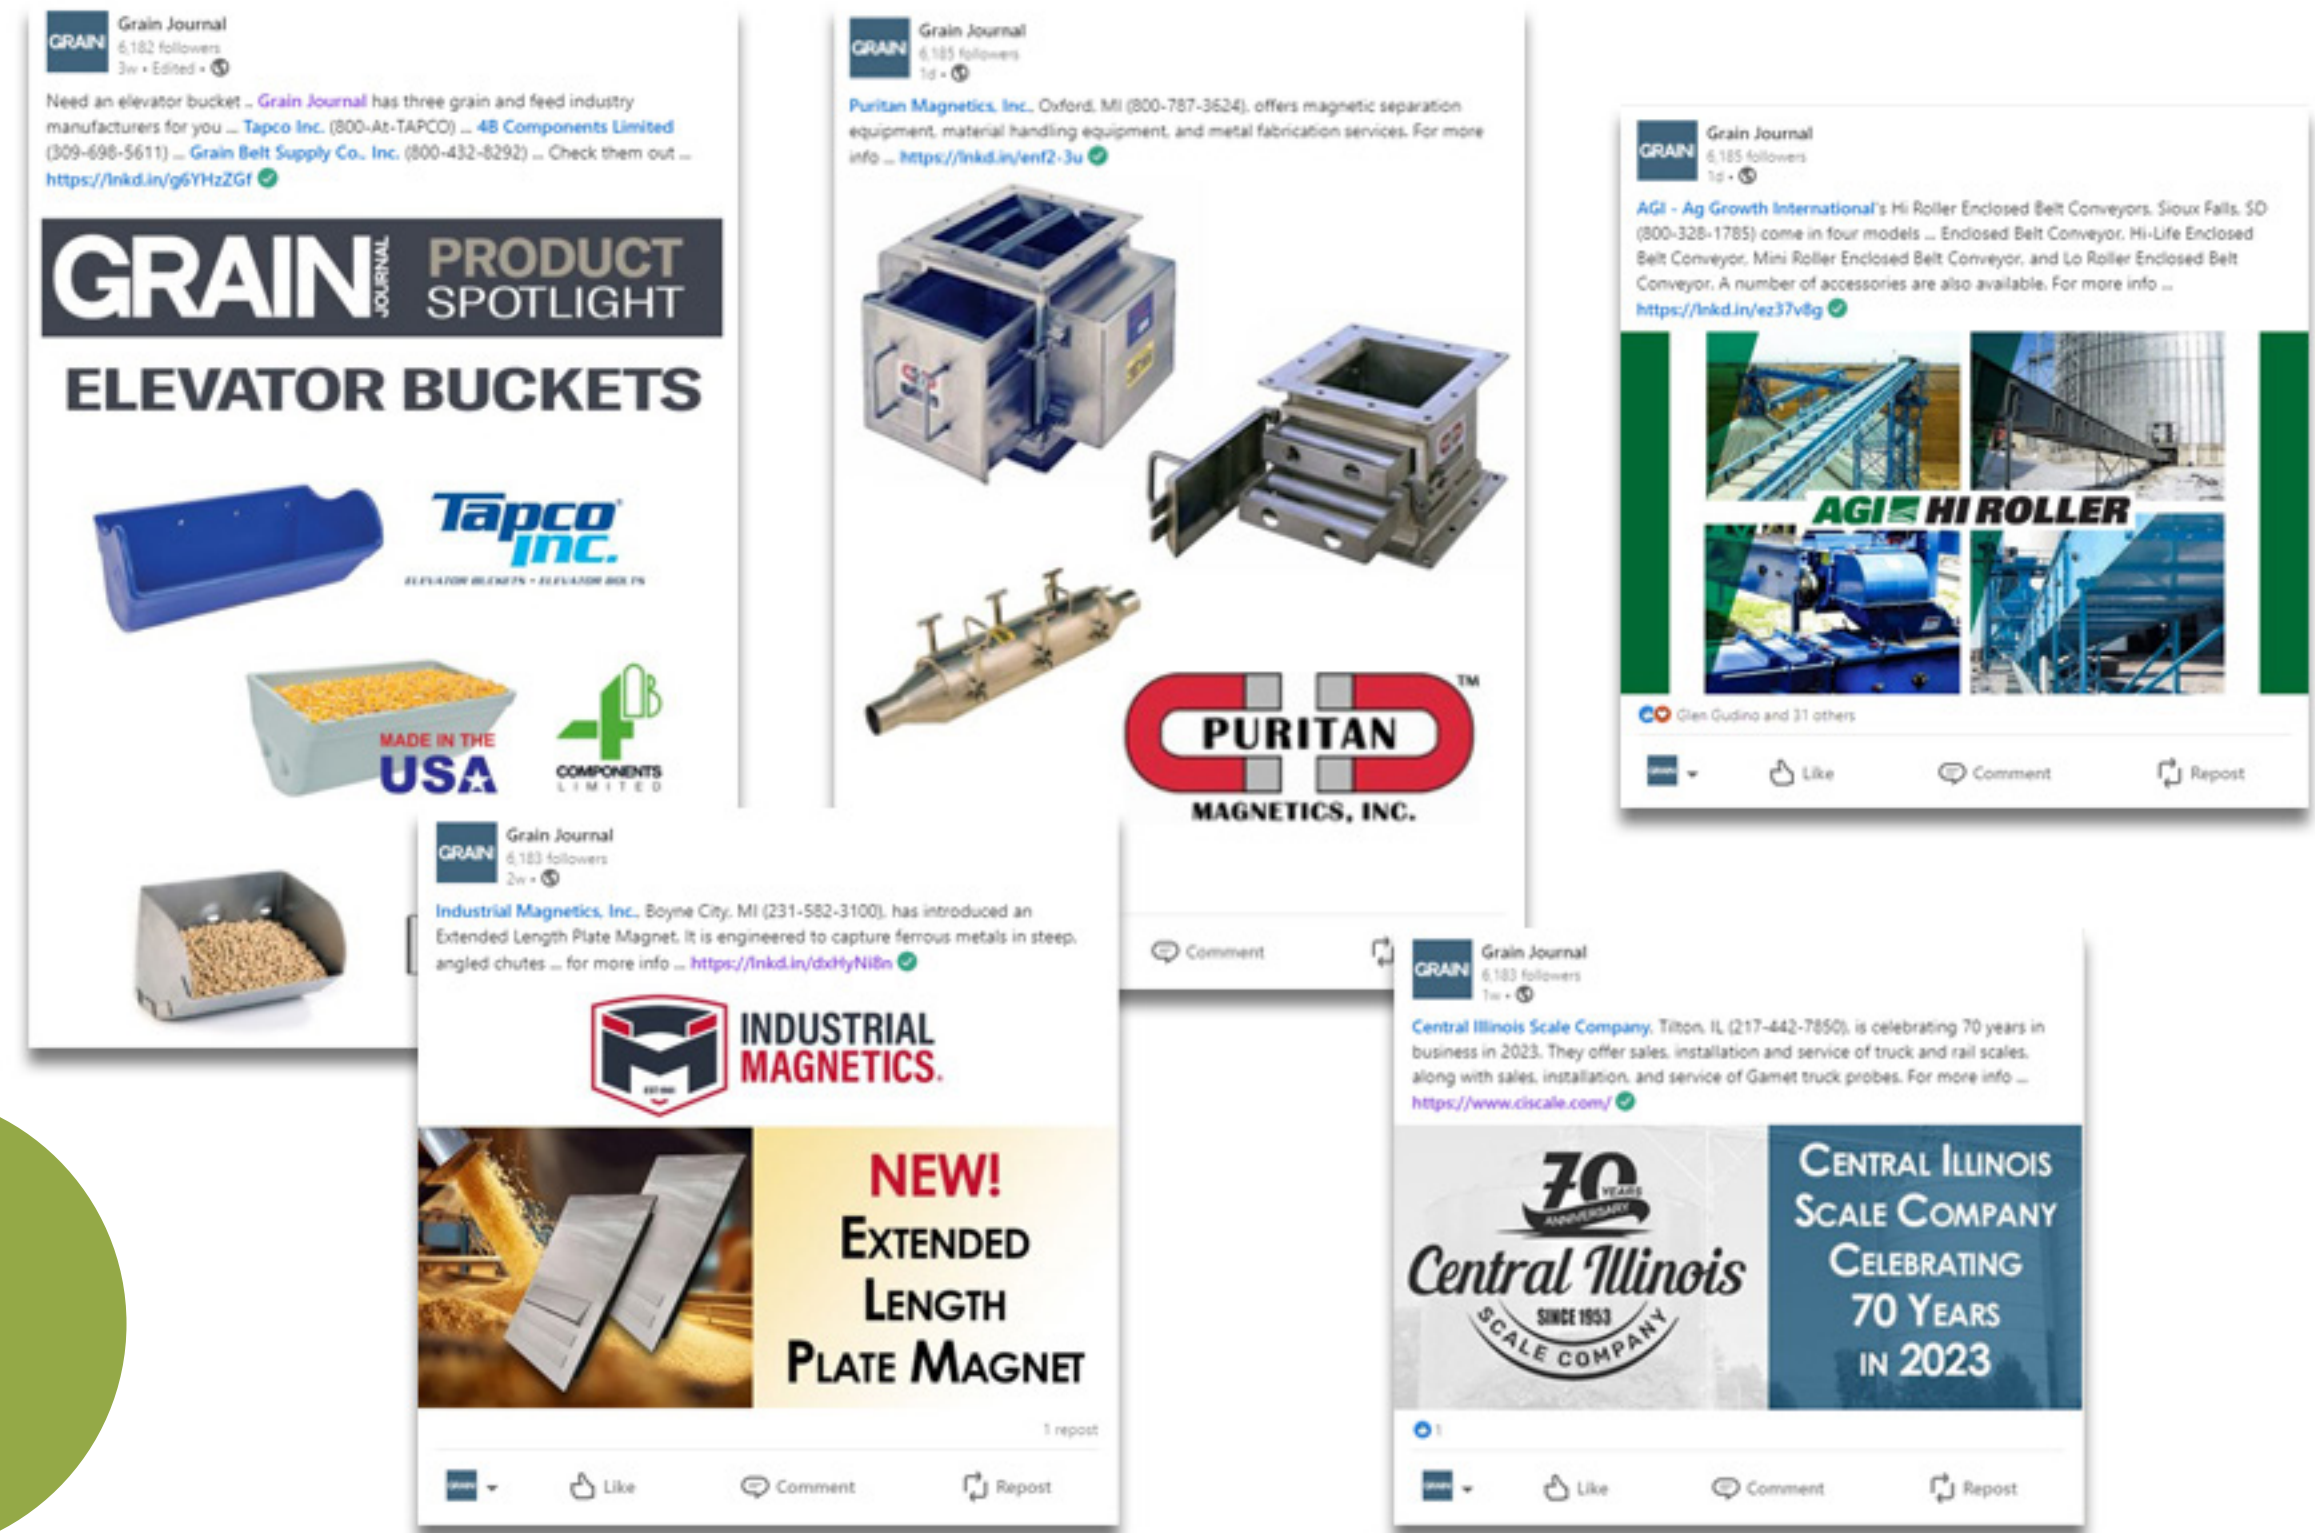 GRAIN
Grain Journal
6,182 followers
3w • Edited •
Need an elevator bucket ... Grain Journal has three grain and feed industry
manufacturers for you ... Tapco Inc. (800-At-TAPCO) ... 4B Components Limited
(309-698-5611) ... Grain Belt Supply Co., Inc. (800-432-8292) ... Check them out ...
https://lnkd.in/g6YHzZGf
GRAIN JOURNAL PRODUCT
SPOTLIGHT
ELEVATOR BUCKETS
Tapco
INC.
ELEVATOR BUCKETS • ELEVATOR BOLTS
MADE IN THE
USA
4B
COMPONENTS
LIMITED
GRAIN
Grain Journal
6,185 followers
1d •
Puritan Magnetics, Inc., Oxford, MI (800-787-3624), offers magnetic separation
equipment, material handling equipment, and metal fabrication services. For more
info ... https://lnkd.in/enf2-3u
PURITAN
TM
MAGNETICS, INC.
Comment
GRAIN
Grain Journal
6,185 followers
1d •
AGI - Ag Growth International's Hi Roller Enclosed Belt Conveyors, Sioux Falls, SD
(800-328-1785) come in four models ... Enclosed Belt Conveyor, Hi-Life Enclosed
Belt Conveyor, Mini Roller Enclosed Belt Conveyor, and Lo Roller Enclosed Belt
Conveyor. A number of accessories are also available. For more info ...
https://lnkd.in/ez37v8g
AGI HI ROLLER
Glen Gudino and 31 others
GRAIN
Like
Comment
Repost
GRAIN
Grain Journal
6,183 followers
2w •
Industrial Magnetics, Inc., Boyne City, MI (231-582-3100), has introduced an
Extended Length Plate Magnet. It is engineered to capture ferrous metals in steep,
angled chutes ... for more info ... https://lnkd.in/dxHyNi8n
INDUSTRIAL
MAGNETICS.
NEW!
EXTENDED
LENGTH
PLATE MAGNET
1 repost
GRAIN
Like
Comment
Repost
GRAIN
Grain Journal
6,183 followers
1w •
Central Illinois Scale Company, Tilton, IL (217-442-7850), is celebrating 70 years in
business in 2023. They offer sales, installation and service of truck and rail scales,
along with sales, installation, and service of Gamet truck probes. For more info ...
https://www.ciscale.com/
70
YEARS
ANNIVERSARY
Central Illinois
SINCE 1953
SCALE COMPANY
CENTRAL ILLINOIS
SCALE COMPANY
CELEBRATING
70 YEARS
IN 2023
1
GRAIN
Like
Comment
Repost